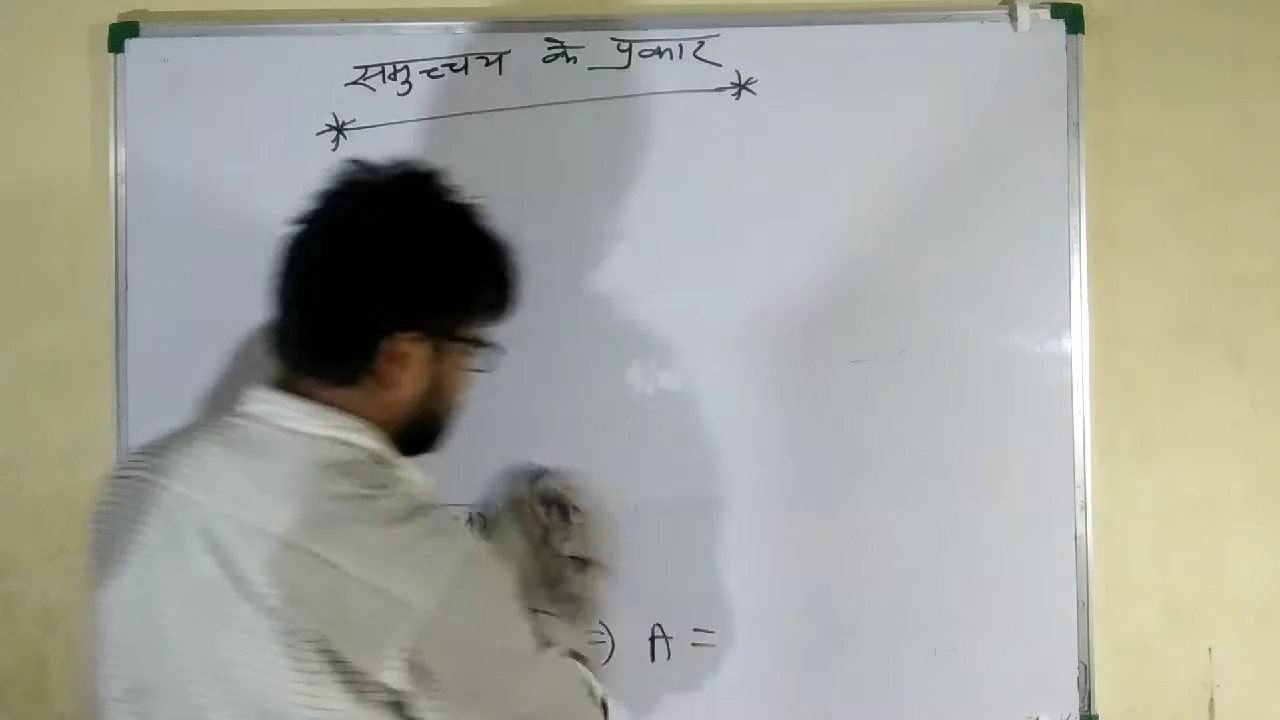 समुच्चय के प्रकार
⇒ A =